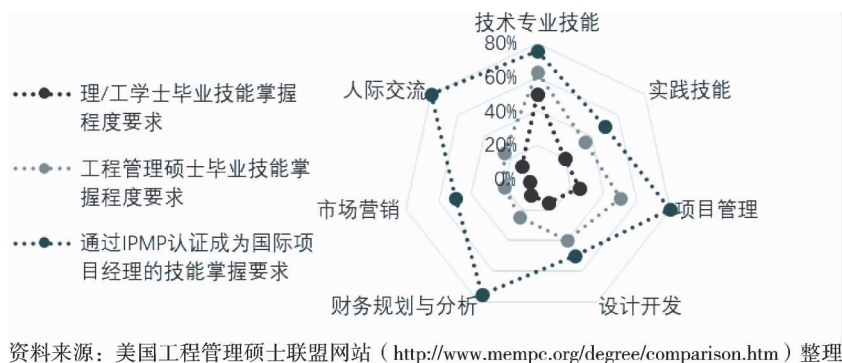 技术专业技能
80%
60%
40%
20%
0%
人际交流
实践技能
市场营销
项目管理
财务规划与分析
设计开发
理/工学士毕业技能掌握
程度要求
工程管理硕士毕业技能掌
握程度要求
通过IPMP认证成为国际项
目经理的技能掌握要求
资料来源：美国工程管理硕士联盟网站（http://www.mempc.org/degree/comparison.htm）整理